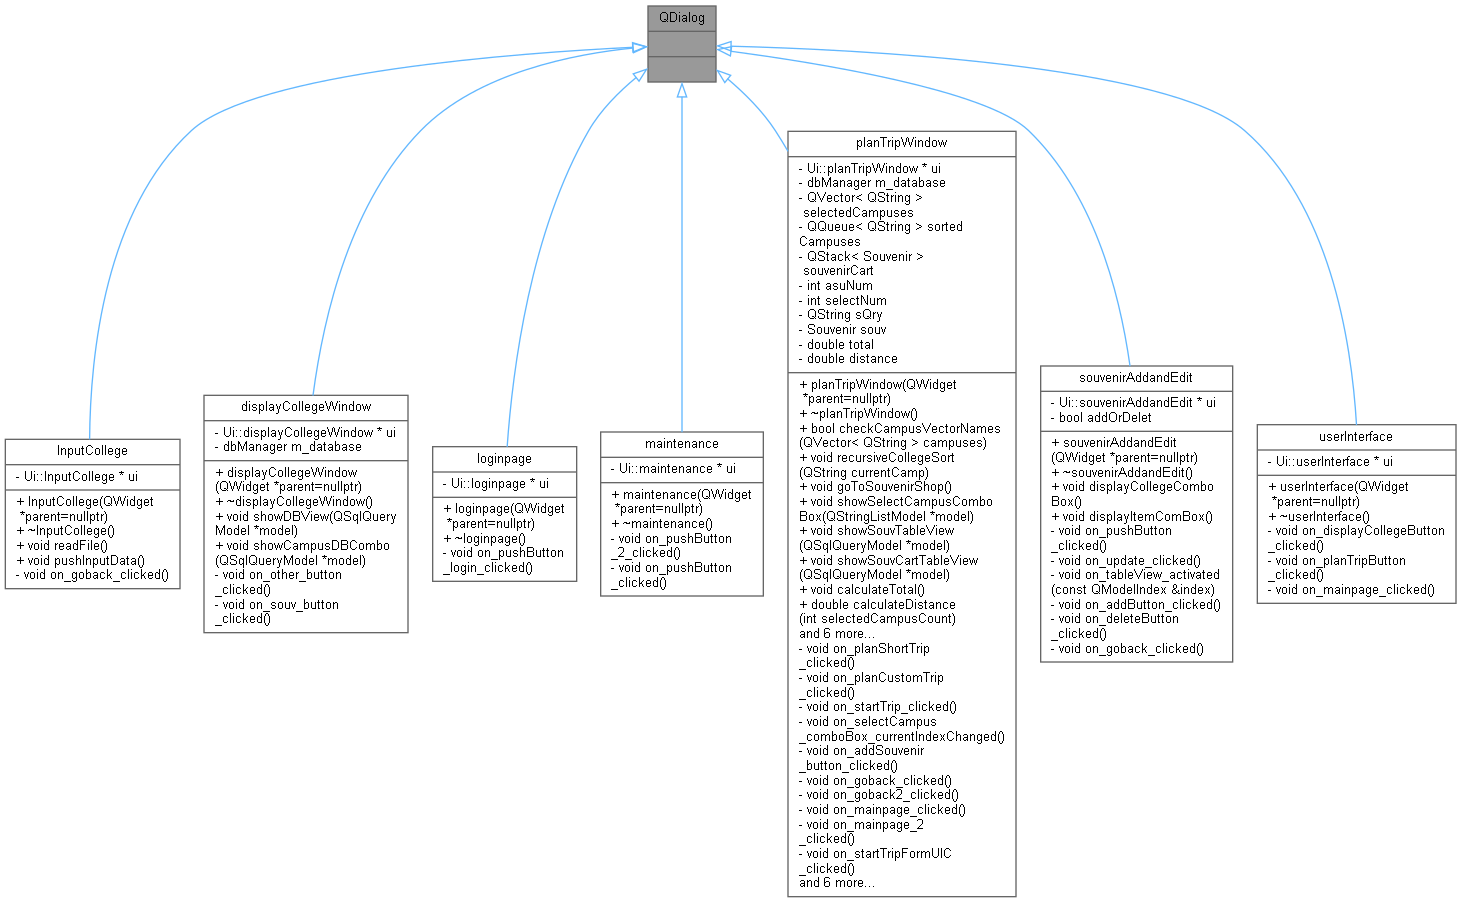 QDialog
planTripWindow
- Ui::planTripWindow * ui
- dbManager m_database
- QVector< QString >
selectedCampuses
- QQueue< QString > sorted
Campuses
- QStack< Souvenir >
souvenirCart
- int asuNum
- int selectNum
- QString sQry
- Souvenir souv
- double total
- double distance
+ planTripWindow(QWidget
*parent=nullptr)
+ ~planTripWindow()
+ bool checkCampusVectorNames
(QVector< QString > campuses)
+ void recursiveCollegeSort
(QString currentCamp)
+ void goToSouvenirShop()
+ void showSelectCampusCombo
Box(QStringListModel *model)
+ void showSouvTableView
(QSqlQueryModel *model)
+ void showSouvCartTableView
(QSqlQueryModel *model)
+ void calculateTotal()
+ double calculateDistance
(int selectedCampusCount)
and 6 more...
- void on_planShortTrip
_clicked()
- void on_planCustomTrip
_clicked()
- void on_startTrip_clicked()
- void on_selectCampus
_comboBox_currentIndexChanged()
- void on_addSouvenir
_button_clicked()
- void on_goback_clicked()
- void on_goback2_clicked()
- void on_mainpage_clicked()
- void on_mainpage_2
_clicked()
- void on_startTripFormUIC
_clicked()
and 6 more...
InputCollege
- Ui::InputCollege * ui
+ InputCollege(QWidget
*parent=nullptr)
+ ~InputCollege()
+ void readFile()
+ void pushInputData()
- void on_goback_clicked()
displayCollegeWindow
- Ui::displayCollegeWindow * ui
- dbManager m_database
+ displayCollegeWindow
(QWidget *parent=nullptr)
+ ~displayCollegeWindow()
+ void showDBView(QSqlQuery
Model *model)
+ void showCampusDBCombo
(QSqlQueryModel *model)
- void on_other_button
_clicked()
- void on_souv_button
_clicked()
loginpage
- Ui::loginpage * ui
+ loginpage(QWidget
*parent=nullptr)
+ ~loginpage()
- void on_pushButton
_login_clicked()
maintenance
- Ui::maintenance * ui
+ maintenance(QWidget
*parent=nullptr)
+ ~maintenance()
- void on_pushButton
_2_clicked()
- void on_pushButton
_clicked()
souvenirAddandEdit
- Ui::souvenirAddandEdit * ui
- bool addOrDelet
+ souvenirAddandEdit
(QWidget *parent=nullptr)
+ ~souvenirAddandEdit()
+ void displayCollegeCombo
Box()
+ void displayItemComBox()
- void on_pushButton
_clicked()
- void on_update_clicked()
- void on_tableView_activated
(const QModelIndex &index)
- void on_addButton_clicked()
- void on_deleteButton
_clicked()
- void on_goback_clicked()
userInterface
- Ui::userInterface * ui
+ userInterface(QWidget
*parent=nullptr)
+ ~userInterface()
- void on_displayCollegeButton
_clicked()
- void on_planTripButton
_clicked()
- void on_mainpage_clicked()